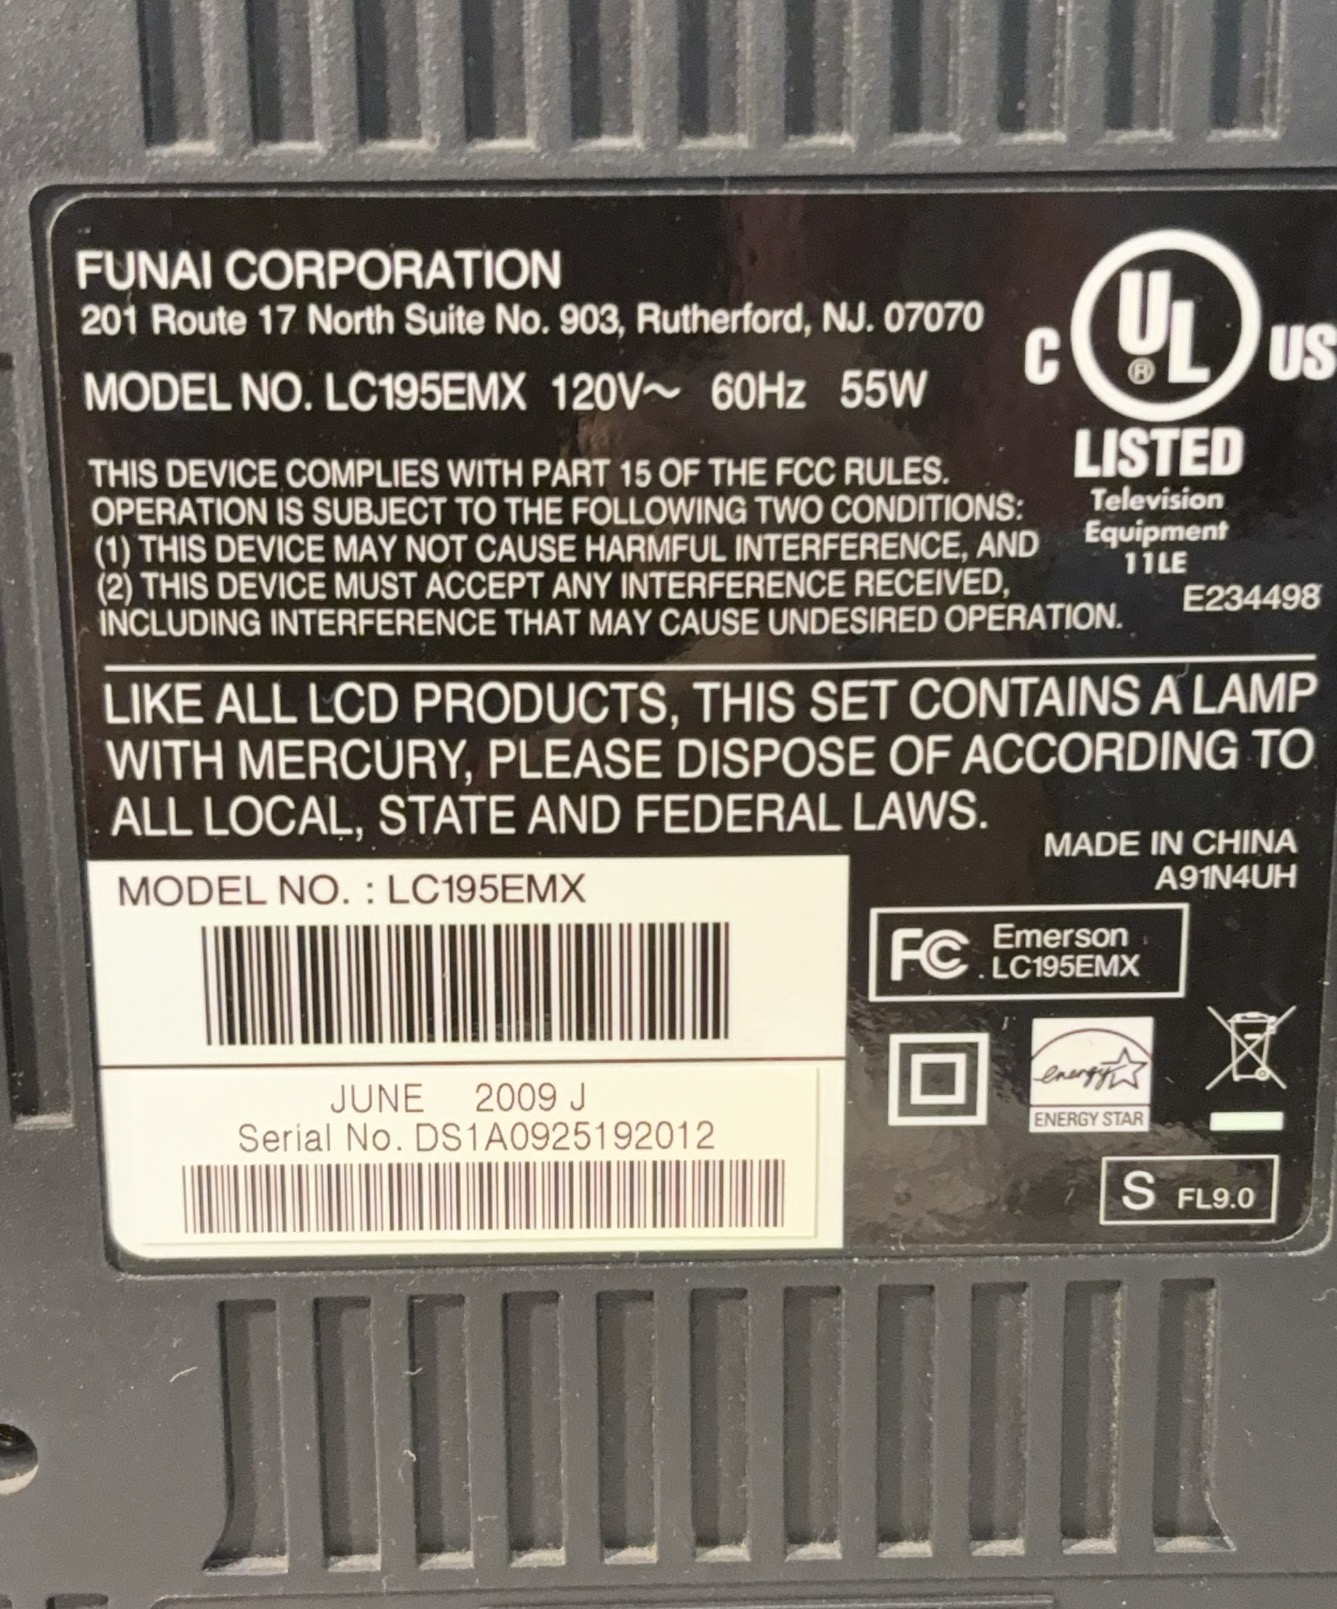 FUNAI CORPORATION
201 Route 17 North Suite No. 903, Rutherford, NJ. 07070
MODEL NO. LC195EMX 120V~ 60Hz 55W
C UL ® US
LISTED
Television
Equipment
11LE
E234498
THIS DEVICE COMPLIES WITH PART 15 OF THE FCC RULES.
OPERATION IS SUBJECT TO THE FOLLOWING TWO CONDITIONS:
(1) THIS DEVICE MAY NOT CAUSE HARMFUL INTERFERENCE, AND
(2) THIS DEVICE MUST ACCEPT ANY INTERFERENCE RECEIVED,
INCLUDING INTERFERENCE THAT MAY CAUSE UNDESIRED OPERATION.
LIKE ALL LCD PRODUCTS, THIS SET CONTAINS A LAMP
WITH MERCURY, PLEASE DISPOSE OF ACCORDING TO
ALL LOCAL, STATE AND FEDERAL LAWS.
MADE IN CHINA
A91N4UH
MODEL NO. : LC195EMX
JUNE 2009 J
Serial No. DS1A0925192012
FC Emerson
LC195EMX
energy
ENERGY STAR
S FL9.0